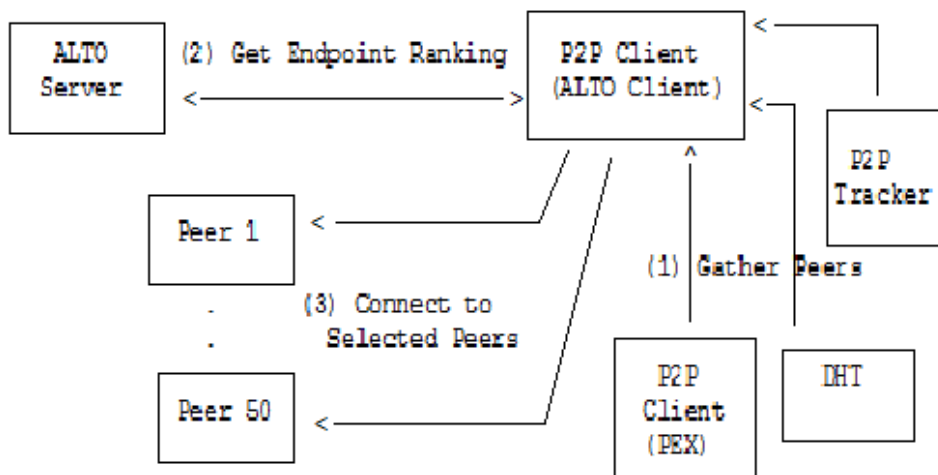 ALTO
Server
(2) Get Endpoint Ranking
P2P Client
(ALTO Client)
P2P
Tracker
Peer 1
(1) Gather Peers
.
.
(3) Connect to
Selected Peers
Peer 50
P2P
Client
(PEX)
DHT